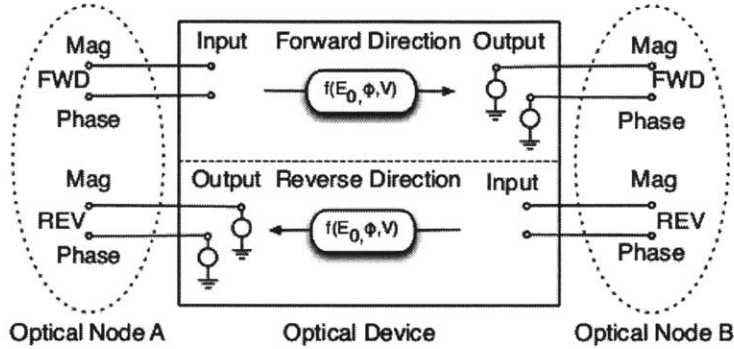 Mag Input Forward Direction Output Mag
FWD f(E0,ϕ,V) FWD
Phase Phase
Mag Output Reverse Direction Input Mag
REV f(E0,ϕ,V) REV
Phase Phase
Optical Node A Optical Device Optical Node B